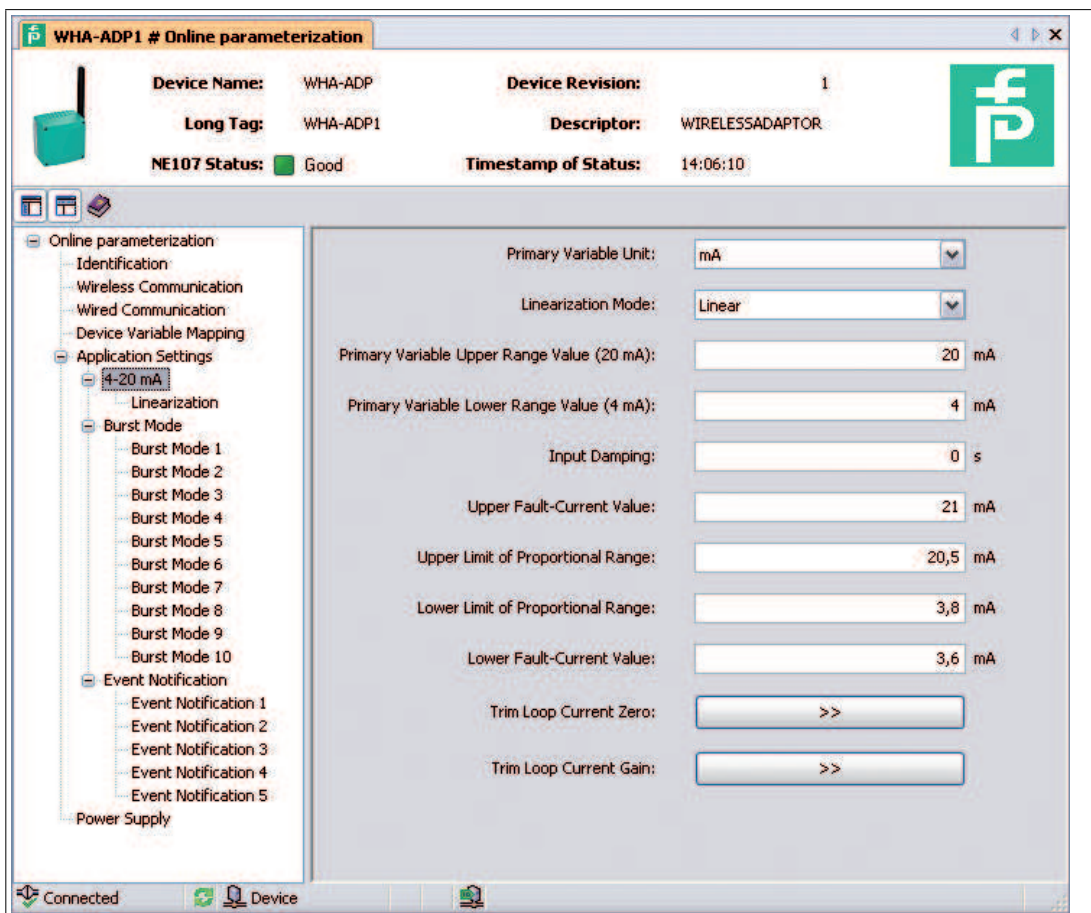 WHA-ADP1 # Online parameterization
Device Name: WHA-ADP Device Revision: 1
Long Tag: WHA-ADP1 Descriptor: WIRELESSADAPTOR
NE107 Status: Good Timestamp of Status: 14:06:10
Online parameterization
Identification
Wireless Communication
Wired Communication
Device Variable Mapping
Application Settings
4-20 mA
Linearization
Burst Mode
Burst Mode 1
Burst Mode 2
Burst Mode 3
Burst Mode 4
Burst Mode 5
Burst Mode 6
Burst Mode 7
Burst Mode 8
Burst Mode 9
Burst Mode 10
Event Notification
Event Notification 1
Event Notification 2
Event Notification 3
Event Notification 4
Event Notification 5
Power Supply
Primary Variable Unit: mA
Linearization Mode: Linear
Primary Variable Upper Range Value (20 mA): 20 mA
Primary Variable Lower Range Value (4 mA): 4 mA
Input Damping: 0 s
Upper Fault-Current Value: 21 mA
Upper Limit of Proportional Range: 20,5 mA
Lower Limit of Proportional Range: 3,8 mA
Lower Fault-Current Value: 3,6 mA
Trim Loop Current Zero: >>
Trim Loop Current Gain: >>
Connected Device